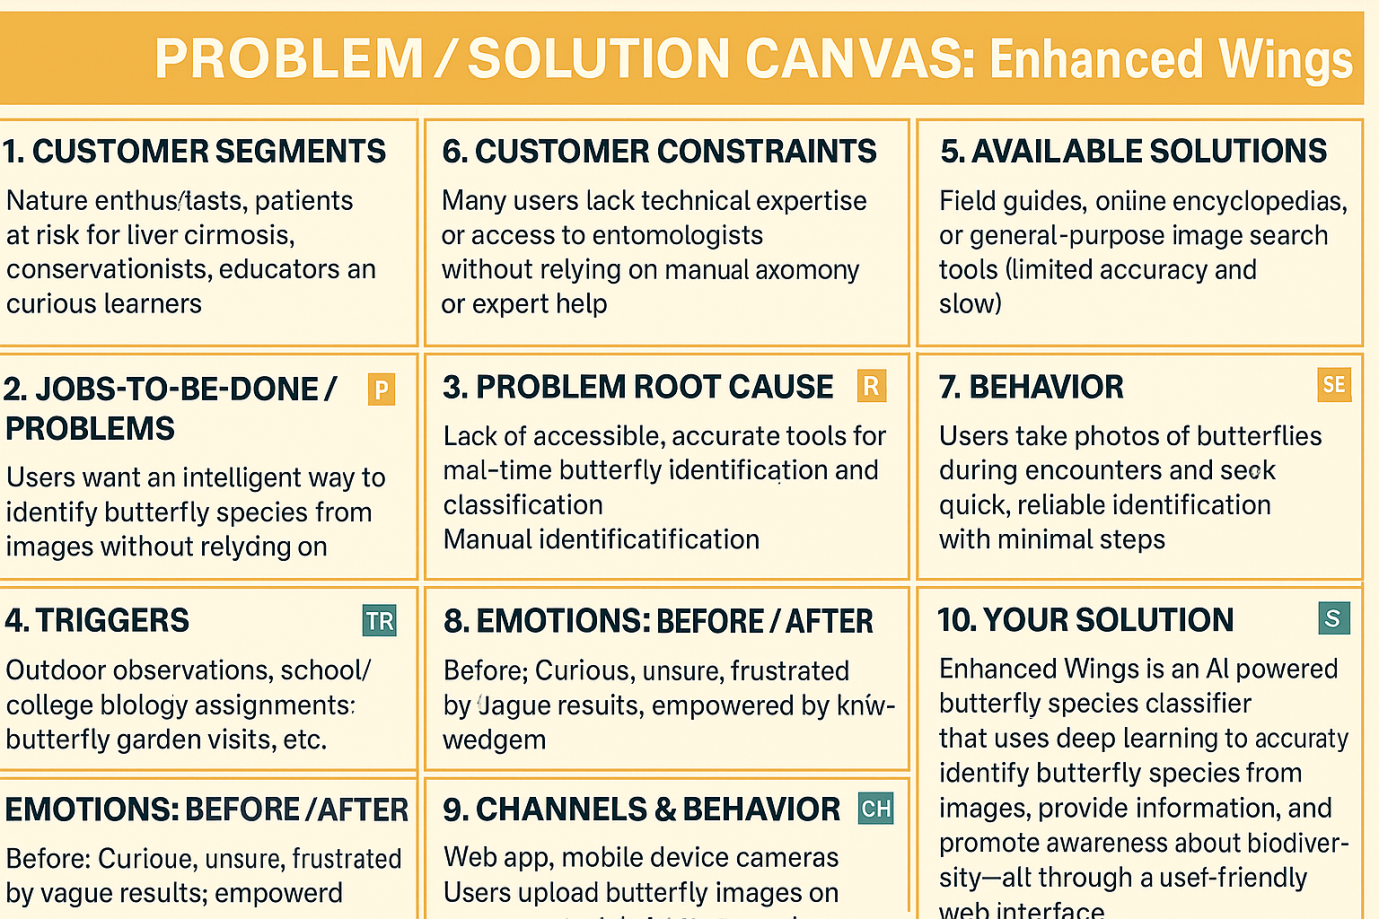 PROBLEM / SOLUTION CANVAS: Enhanced Wings
1. CUSTOMER SEGMENTS
Nature enthus/tasts, patients
at risk for liver cirmosis,
conservationists, educators an
curious learners
6. CUSTOMER CONSTRAINTS
Many users lack technical expertise
or access to entomologists
without relying on manual axomony
or expert help
5. AVAILABLE SOLUTIONS
Field guides, oniine encyclopedias,
or general-purpose image search
tools (limited accuracy and
slow)
2. JOBS-TO-BE-DONE / P
PROBLEMS
Users want an intelligent way to
identify butterfly species from
images without relydng on
3. PROBLEM ROOT CAUSE R
Lack of accessible, accurate tools for
mal-time butterfly identification and
classification
Manual identificatification
7. BEHAVIOR SE
Users take photos of butterflies
during encounters and seek
quick, reliable identification
with minimal steps
4. TRIGGERS TR
Outdoor observations, school/
college blology assignments:
butterfly garden visits, etc.
8. EMOTIONS: BEFORE / AFTER
Before; Curious, unsure, frustrated
by Jague resuits, empowered by knw-
wedgem
10. YOUR SOLUTION S
Enhanced Wings is an AI powered
butterfly species classifier
that uses deep learning to accuraty
identify butterfly species from
images, provide information, and
promote awareness about biodiver-
sity—alt through a usef-friendly
web interface
EMOTIONS: BEFORE / AFTER
Before: Curioue, unsure, frustrated
by vague results; empowerd
9. CHANNELS & BEHAVIOR CH
Web app, mobile device cameras
Users upload butterfly images on